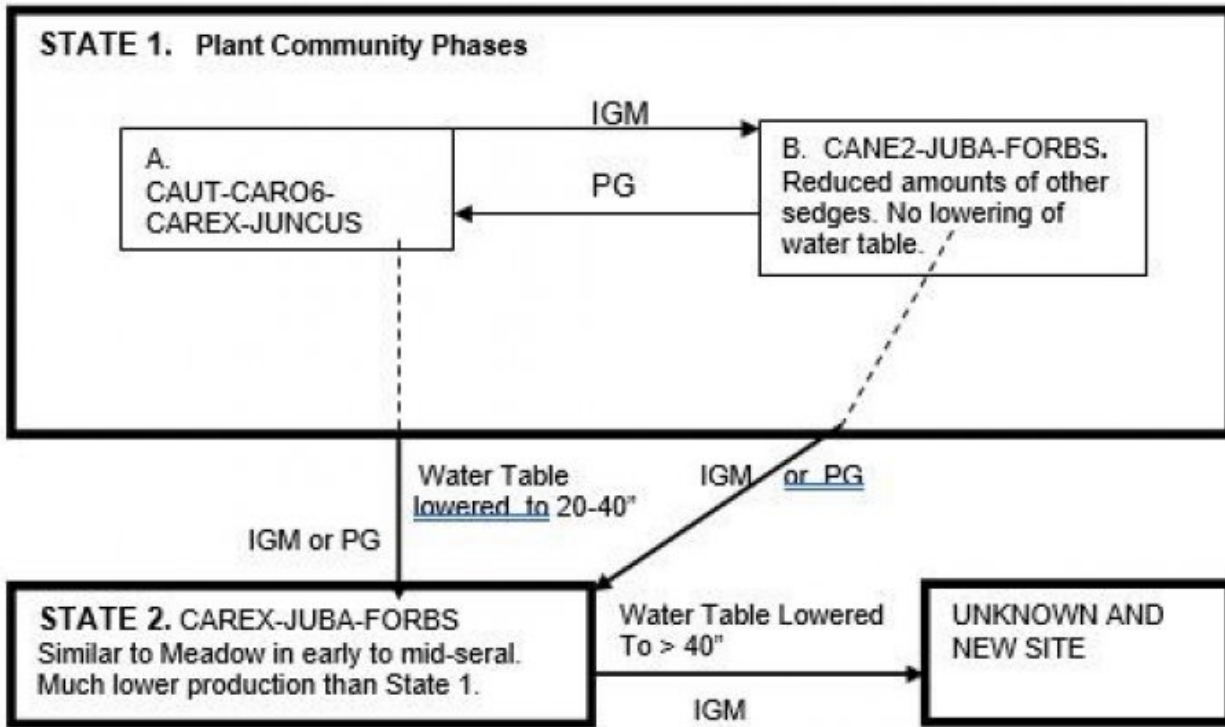 STATE 1. Plant Community Phases
IGM
A.
CAUT-CARO6-
CAREX-JUNCUS
B. CANE2-JUBA-FORBS.
Reduced amounts of other
sedges. No lowering of
water table.
PG
Water Table
lowered to 20-40”
IGM or PG
IGM or PG
STATE 2. CAREX-JUBA-FORBS
Similar to Meadow in early to mid-seral.
Much lower production than State 1.
Water Table Lowered
To > 40”
IGM
UNKNOWN AND
NEW SITE